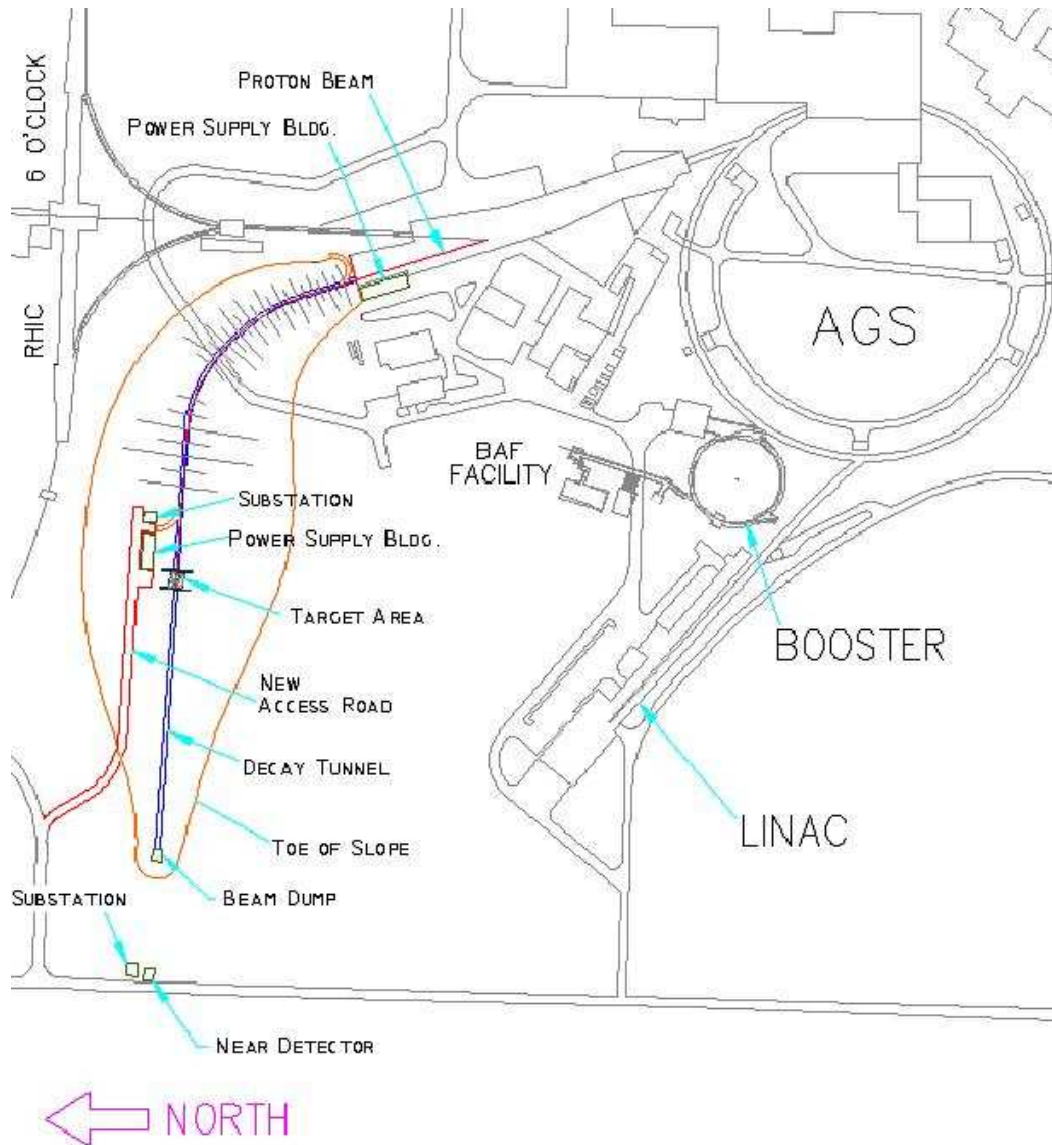 PROTON BEAM
POWER SUPPLY BLDG.
6 O'CLOCK
RHIC
AGS
BAF
FACILITY
SUBSTATION
POWER SUPPLY BLDG.
TARGET AREA
BOOSTER
NEW
ACCESS ROAD
DECAY TUNNEL
LINAC
TOE OF SLOPE
BEAM DUMP
SUBSTATION
NEAR DETECTOR
NORTH